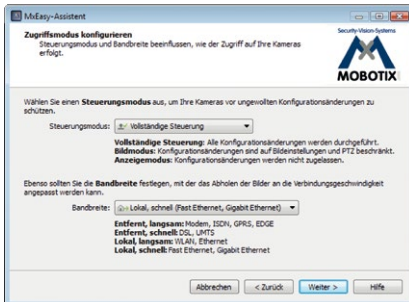 MxEasy-Assistent
Zugriffsmodus konfigurieren
Steuerungsmodus und Bandbreite beeinflussen, wie der Zugriff auf Ihre Kameras
erfolgt.
Security-Vision-Systems
MOBOTIX
Wählen Sie einen Steuerungsmodus aus, um Ihre Kameras vor ungewollten Konfigurationsänderungen zu
schützen.
Steuerungsmodus: Vollständige Steuerung
Vollständige Steuerung: Alle Konfigurationsänderungen werden durchgeführt.
Bildmodus: Konfigurationsänderungen sind auf Bildeinstellungen und PTZ beschränkt.
Anzeigemodus: Konfigurationsänderungen werden nicht zugelassen.
Ebenso sollten Sie die Bandbreite festlegen, mit der das Abholen der Bilder an die Verbindungsgeschwindigkeit
angepasst werden kann.
Bandbreite: Lokal, schnell (Fast Ethernet, Gigabit Ethernet)
Entfernt, langsam: Modem, ISDN, GPRS, EDGE
Entfernt, schnell: DSL, UMTS
Lokal, langsam: WLAN, Ethernet
Lokal, schnell: Fast Ethernet, Gigabit Ethernet
Abbrechen < Zurück Weiter > Hilfe